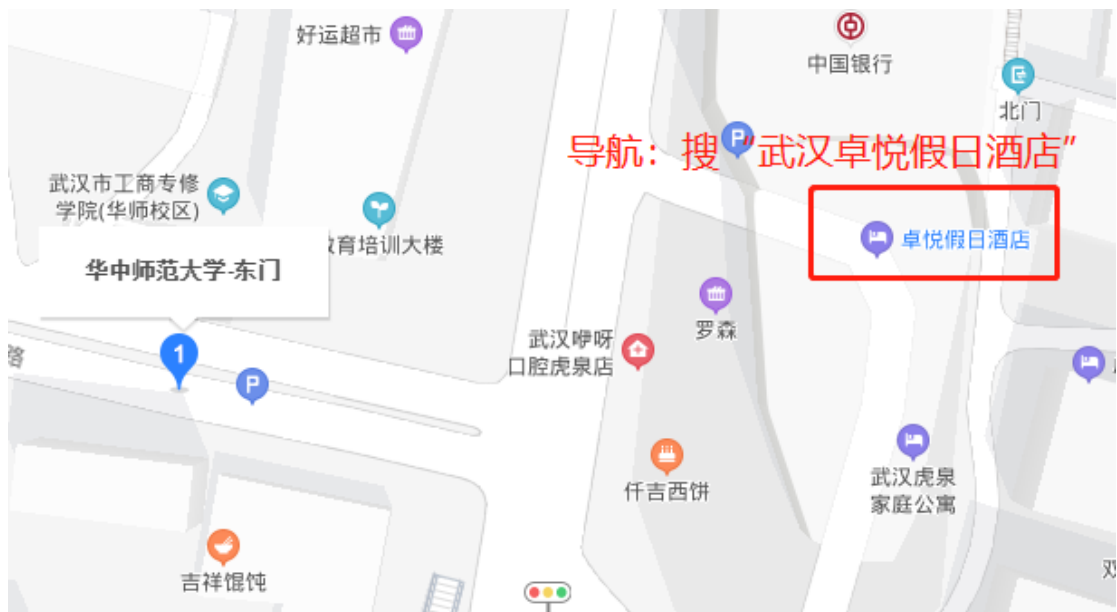 好运超市
中国银行
北门
P
导航：搜“武汉卓悦假日酒店”
武汉市工商专修
学院(华师校区)
教育培训大楼
卓悦假日酒店
华中师范大学-东门
罗森
武汉咿呀
口腔虎泉店
路
1
P
武汉虎泉
家庭公寓
仟吉西饼
吉祥馄饨
双